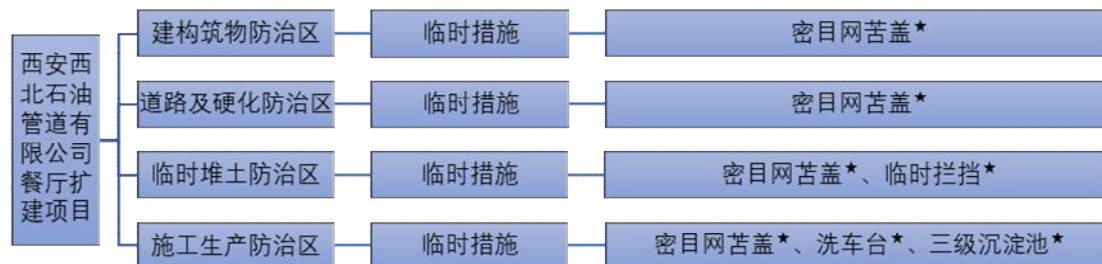 西安西
北石油
管道有
限公司
餐厅扩
建项目
建构筑物防治区
临时措施
密目网苫盖★
道路及硬化防治区
临时措施
密目网苫盖★
临时堆土防治区
临时措施
密目网苫盖★、临时拦挡★
施工生产防治区
临时措施
密目网苫盖★、洗车台★、三级沉淀池★